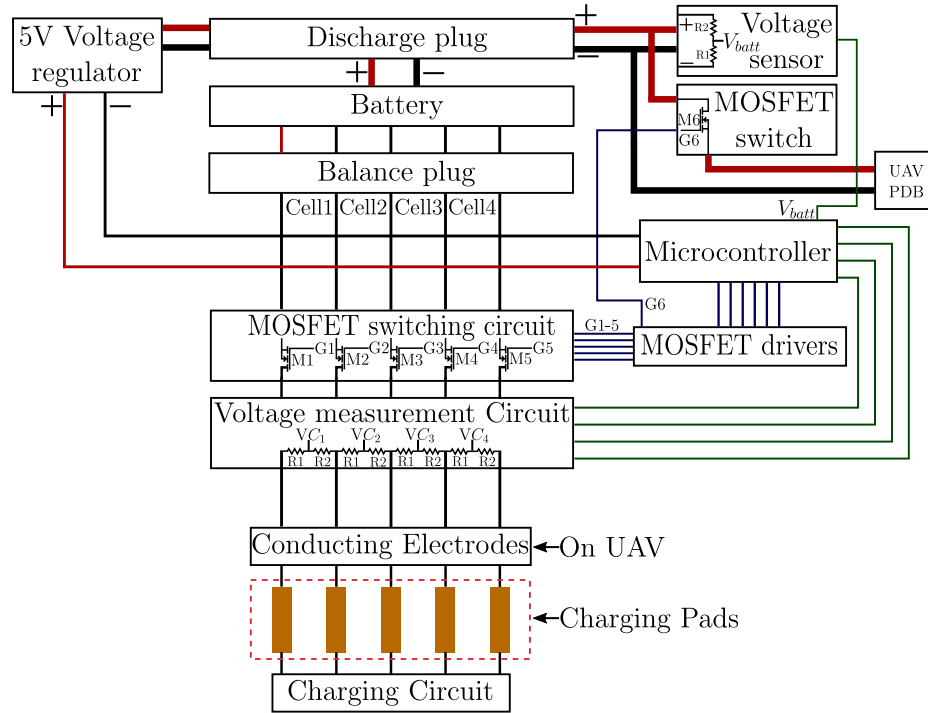 5V Voltage
regulator
+
−
Discharge plug
+
−
+
−
Battery
Balance plug
Cell1 Cell2 Cell3 Cell4
+
−
R2
R1
V_batt
Voltage
sensor
MOSFET
switch
M6
G6
UAV
PDB
V_batt
Microcontroller
G6
G1-5
MOSFET drivers
MOSFET switching circuit
G1 G2 G3 G4 G5
M1 M2 M3 M4 M5
Voltage measurement Circuit
VC₁ VC₂ VC₃ VC₄
R1 R2 R1 R2 R1 R2 R1 R2
Conducting Electrodes
On UAV
Charging Pads
Charging Circuit